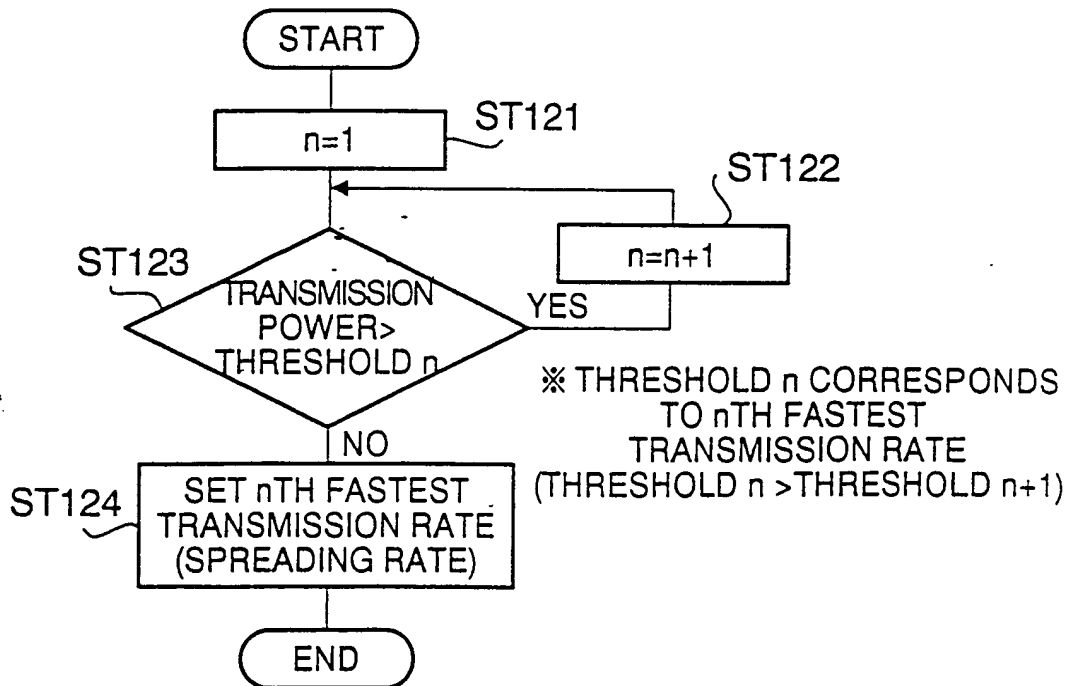 START
n=1
ST121
ST122
n=n+1
ST123
TRANSMISSION
POWER>
THRESHOLD n
YES
NO
※ THRESHOLD n CORRESPONDS
TO nTH FASTEST
TRANSMISSION RATE
(THRESHOLD n >THRESHOLD n+1)
ST124
SET nTH FASTEST
TRANSMISSION RATE
(SPREADING RATE)
END